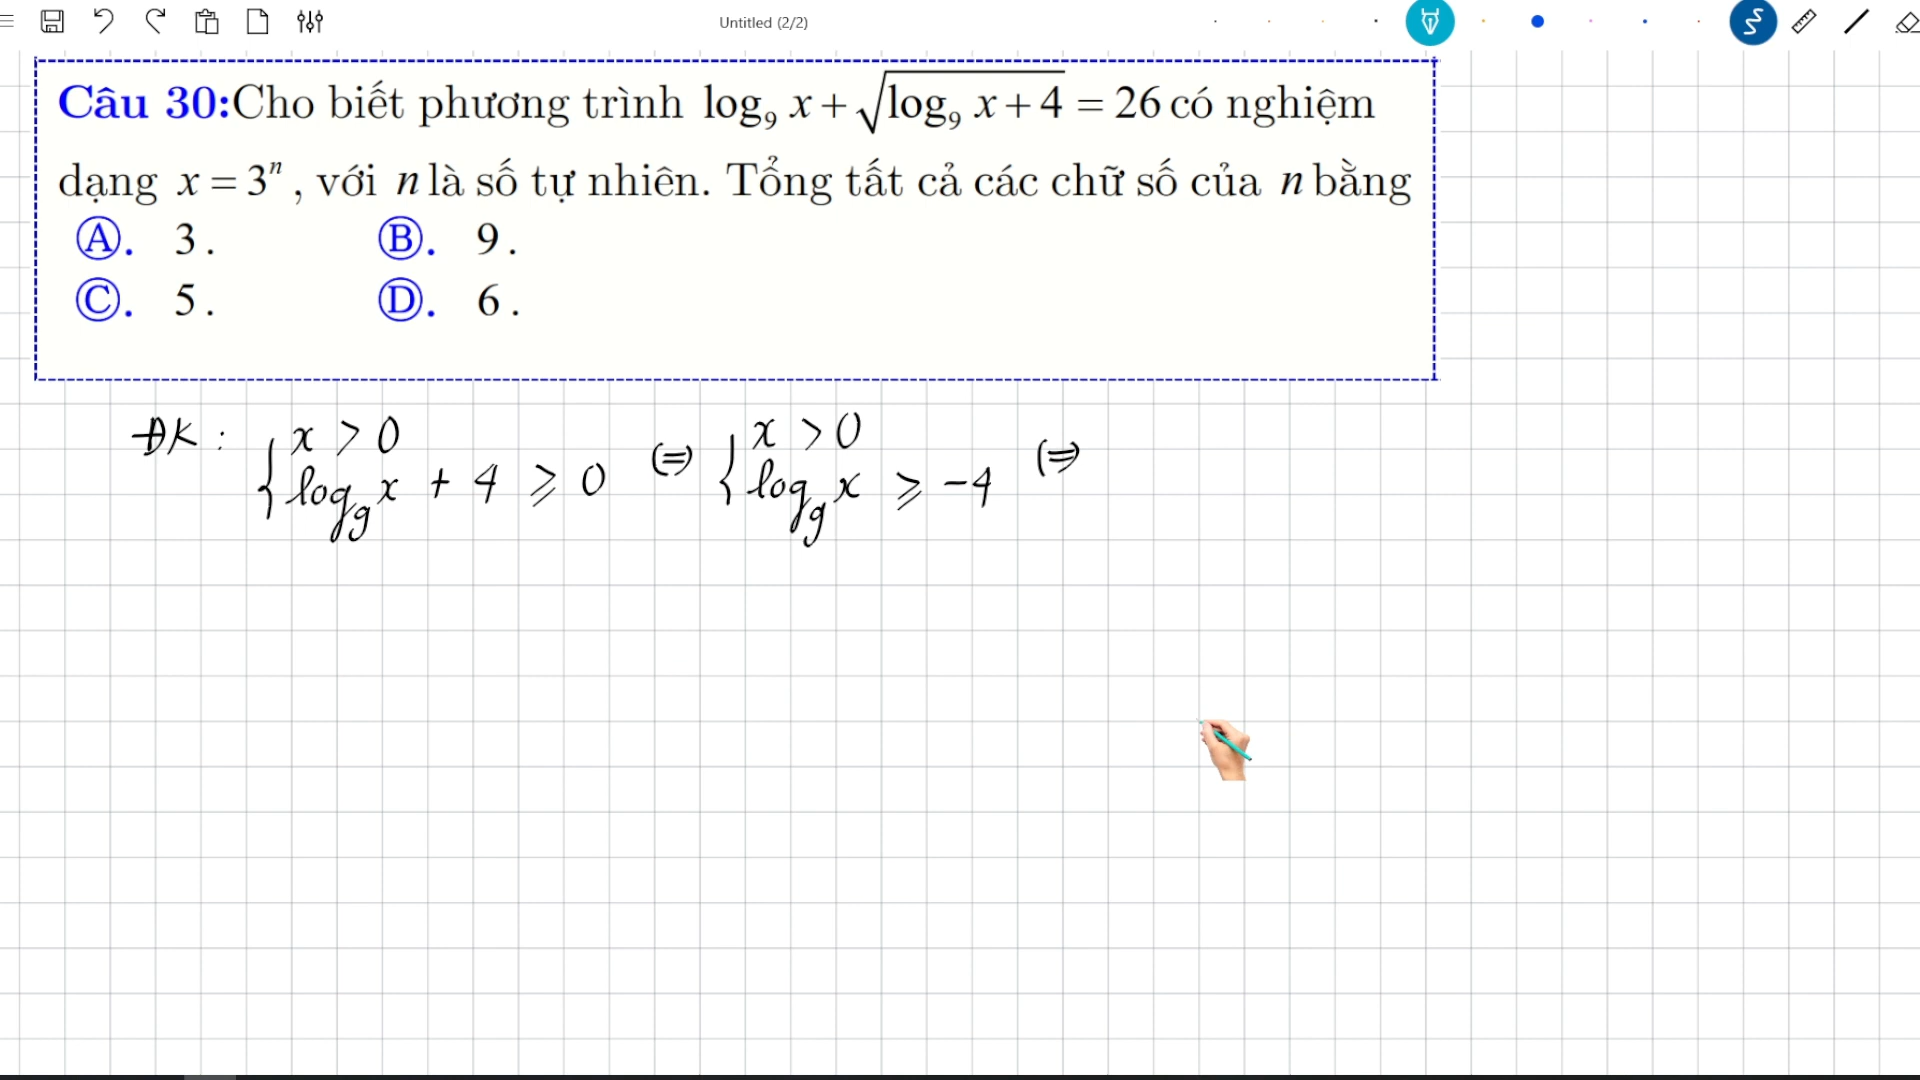 Untitled (2/2)
Câu 30:Cho biết phương trình log₉ x + √(log₉ x + 4) = 26 có nghiệm
dạng x = 3ⁿ , với n là số tự nhiên. Tổng tất cả các chữ số của n bằng
Ⓐ. 3 . Ⓑ. 9 .
Ⓒ. 5 . Ⓓ. 6 .
ĐK : { x > 0 (=) { x > 0 (=)
log₉ x + 4 ⩾ 0 log₉ x ⩾ -4